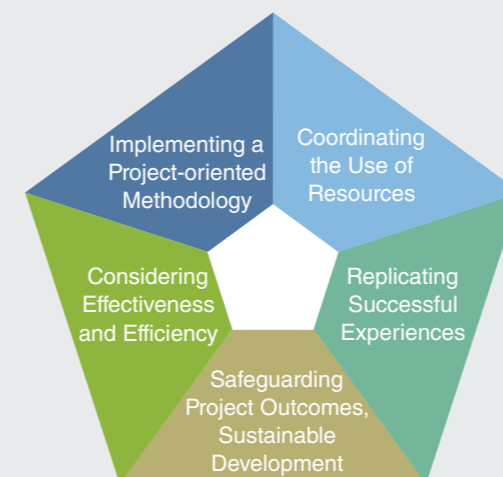 Implementing a
Project-oriented
Methodology
Coordinating
the Use of
Resources
Considering
Effectiveness
and Efficiency
Replicating
Successful
Experiences
Safeguarding
Project Outcomes,
Sustainable
Development